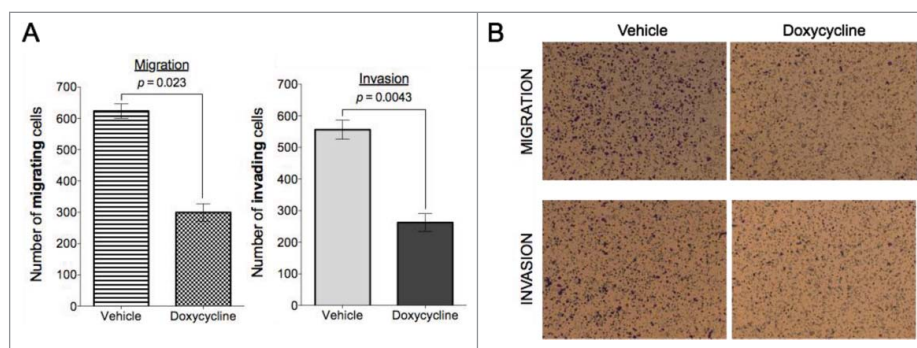 A
Migration
p = 0.023
Number of migrating cells
700
600
500
400
300
200
100
0
Vehicle
Doxycycline
Invasion
p = 0.0043
Number of invading cells
700
600
500
400
300
200
100
0
Vehicle
Doxycycline
B
Vehicle
Doxycycline
MIGRATION
INVASION